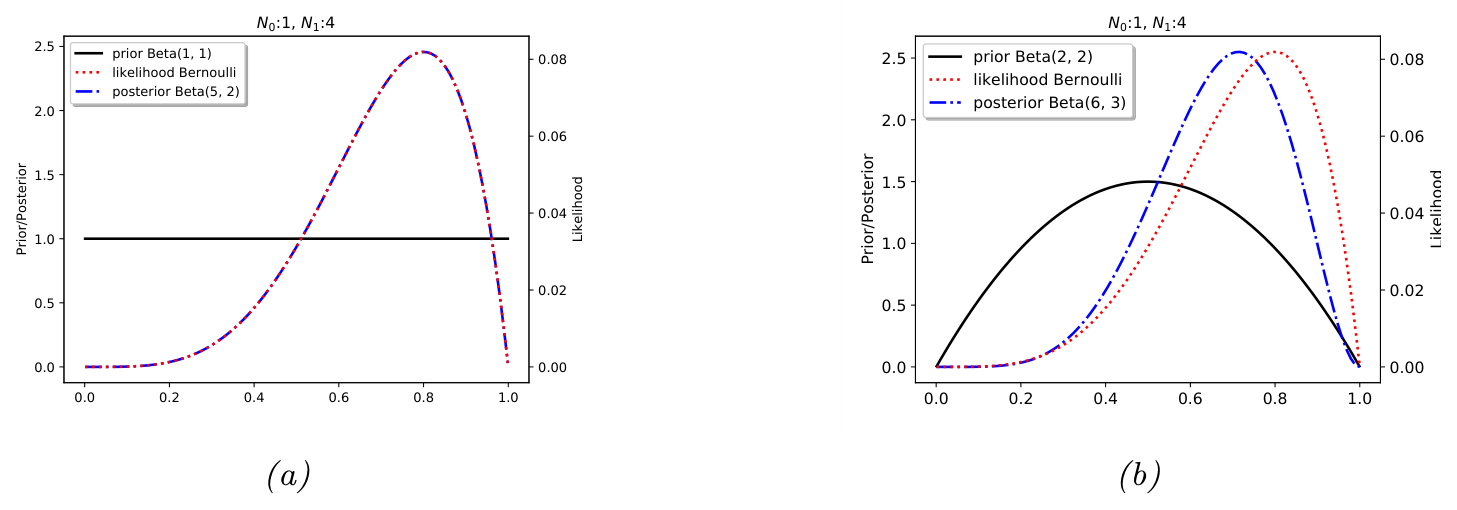 N₀:1, N₁:4
prior Beta(1, 1)
likelihood Bernoulli
posterior Beta(5, 2)
Prior/Posterior
2.5
2.0
1.5
1.0
0.5
0.0
0.08
0.06
0.04
0.02
0.00
Likelihood
0.0 0.2 0.4 0.6 0.8 1.0
(a)
N₀:1, N₁:4
prior Beta(2, 2)
likelihood Bernoulli
posterior Beta(6, 3)
Prior/Posterior
2.5
2.0
1.5
1.0
0.5
0.0
0.08
0.06
0.04
0.02
0.00
Likelihood
0.0 0.2 0.4 0.6 0.8 1.0
(b)